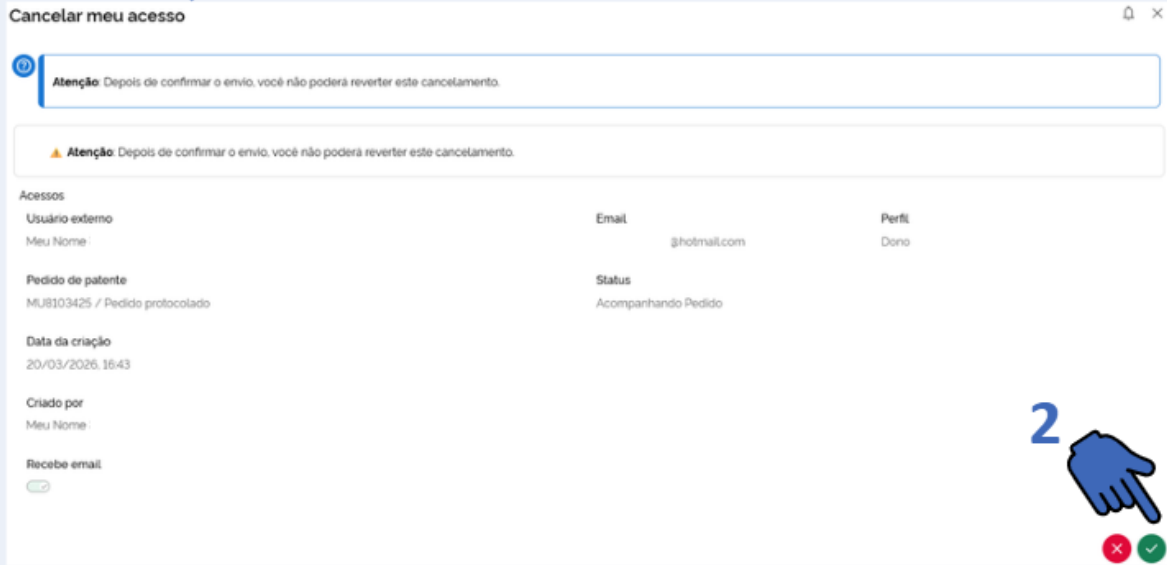 Cancelar meu acesso
Atenção: Depois de confirmar o envio, você não poderá reverter este cancelamento.
Atenção: Depois de confirmar o envio, você não poderá reverter este cancelamento.
Acessos
Usuário externo Email Perfil
Meu Nome @hotmail.com Dono
Pedido de patente Status
MU8103425 / Pedido protocolado Acompanhando Pedido
Data da criação
20/03/2026, 16:43
Criado por
Meu Nome
Recebe email
2